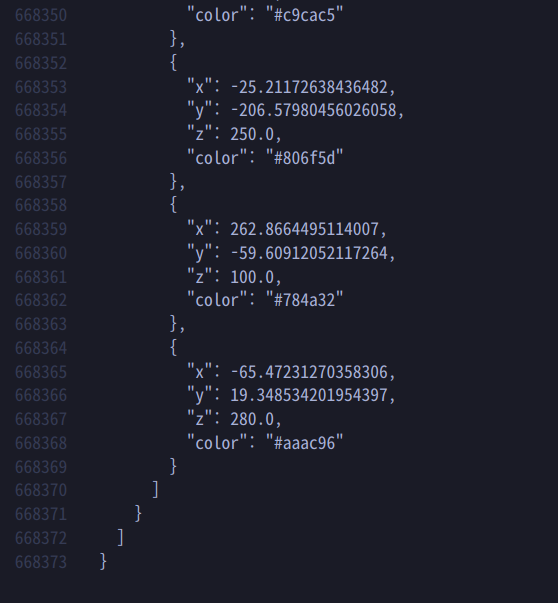 668350 "color": "#c9cac5"
668351 },
668352 {
668353 "x": -25.21172638436482,
668354 "y": -206.57980456026058,
668355 "z": 250.0,
668356 "color": "#806f5d"
668357 },
668358 {
668359 "x": 262.8664495114007,
668360 "y": -59.60912052117264,
668361 "z": 100.0,
668362 "color": "#784a32"
668363 },
668364 {
668365 "x": -65.47231270358306,
668366 "y": 19.348534201954397,
668367 "z": 280.0,
668368 "color": "#aaac96"
668369 }
668370 ]
668371 }
668372 ]
668373 }